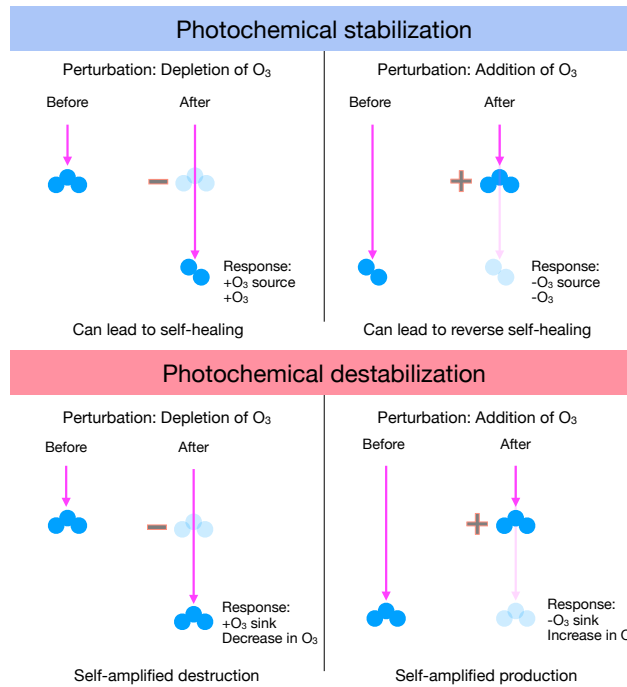 Photochemical stabilization
Perturbation: Depletion of O₃
Before
After
Response:
+O₃ source
+O₃
Can lead to self-healing
Perturbation: Addition of O₃
Before
After
Response:
-O₃ source
-O₃
Can lead to reverse self-healing
Photochemical destabilization
Perturbation: Depletion of O₃
Before
After
Response:
+O₃ sink
Decrease in O₃
Self-amplified destruction
Perturbation: Addition of O₃
Before
After
Response:
-O₃ sink
Increase in O
Self-amplified production